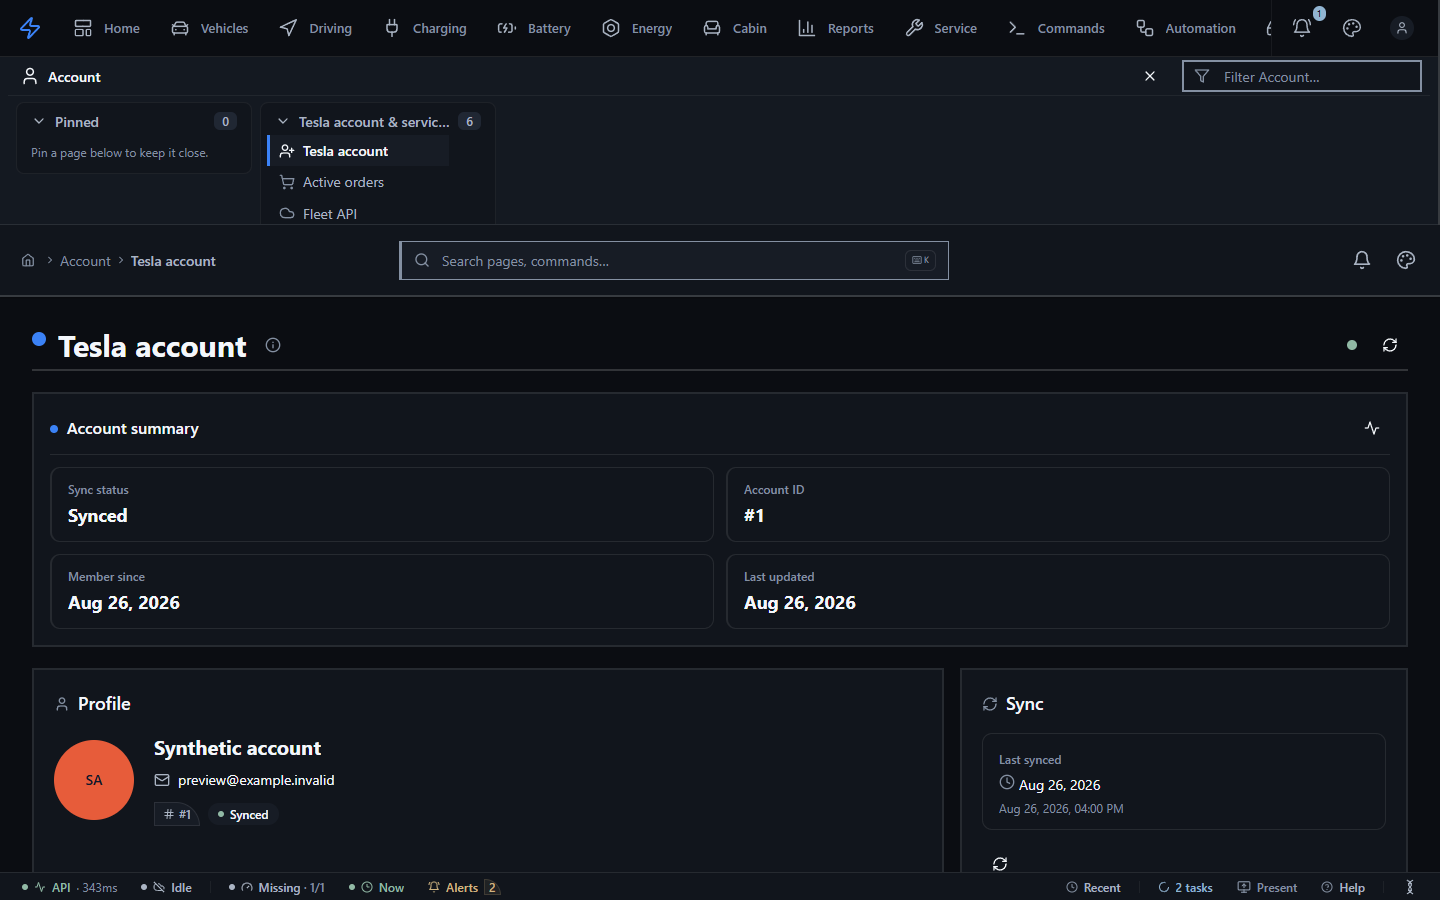 Home Vehicles Driving Charging Battery Energy Cabin Reports Service Commands Automation 1
Account Filter Account...
Pinned 0
Pin a page below to keep it close.
Tesla account & servic... 6
Tesla account
Active orders
Fleet API
Account Tesla account Search pages, commands... K
Tesla account
Account summary
Sync status
Synced
Account ID
#1
Member since
Aug 26, 2026
Last updated
Aug 26, 2026
Profile
SA
Synthetic account
preview@example.invalid
#1 Synced
Sync
Last synced
Aug 26, 2026
Aug 26, 2026, 04:00 PM
API · 343ms Idle Missing · 1/1 Now Alerts 2 Recent 2 tasks Present Help